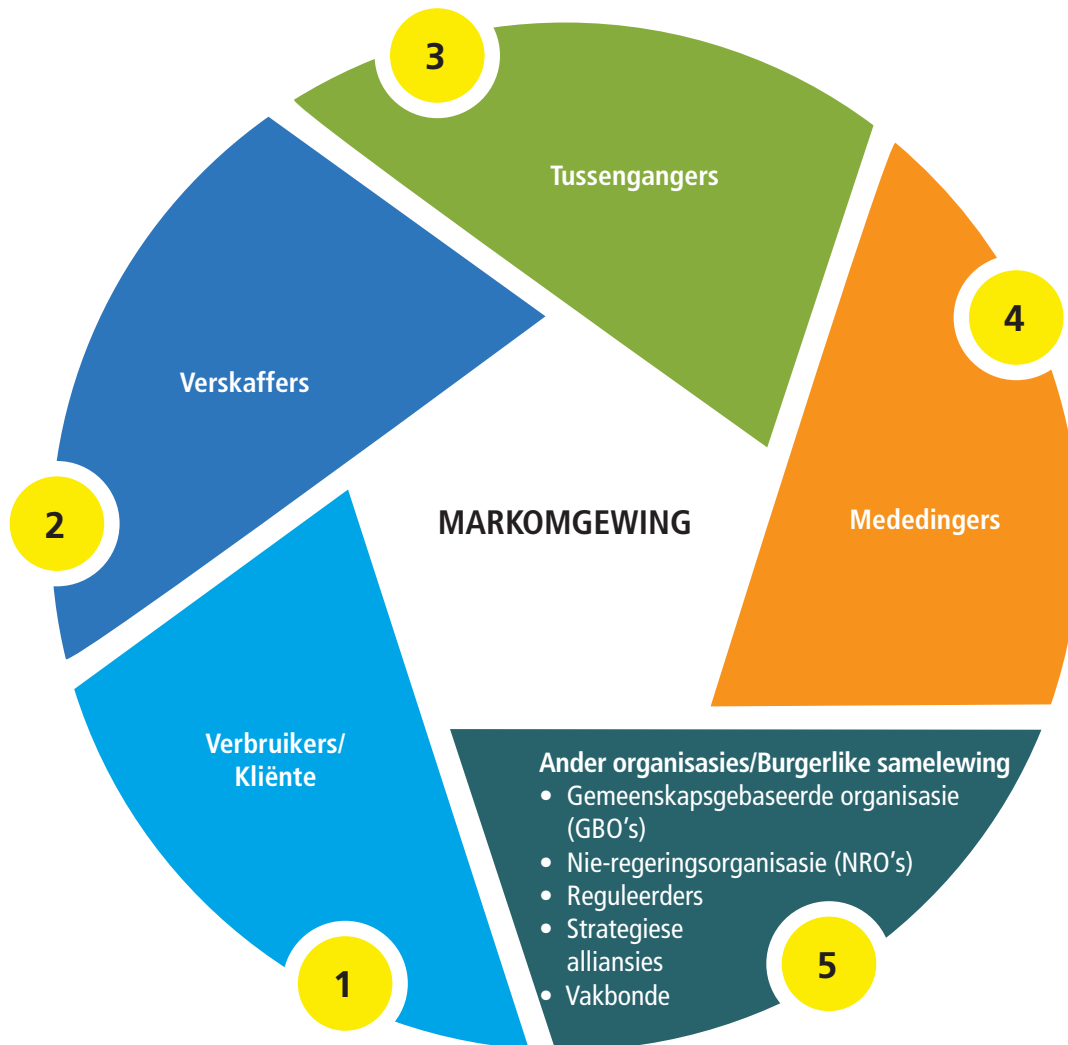 3
Tussengangers
4
Verskaffers
2
MARKOMGEWING
Mededingers
Verbruikers/
Kliënte
Ander organisasies/Burgerlike samelewing
• Gemeenskapsgebaseerde organisasie
(GBO's)
• Nie-regeringsorganisasie (NRO's)
• Reguleerders
• Strategiese
alliansies
• Vakbonde
5
1